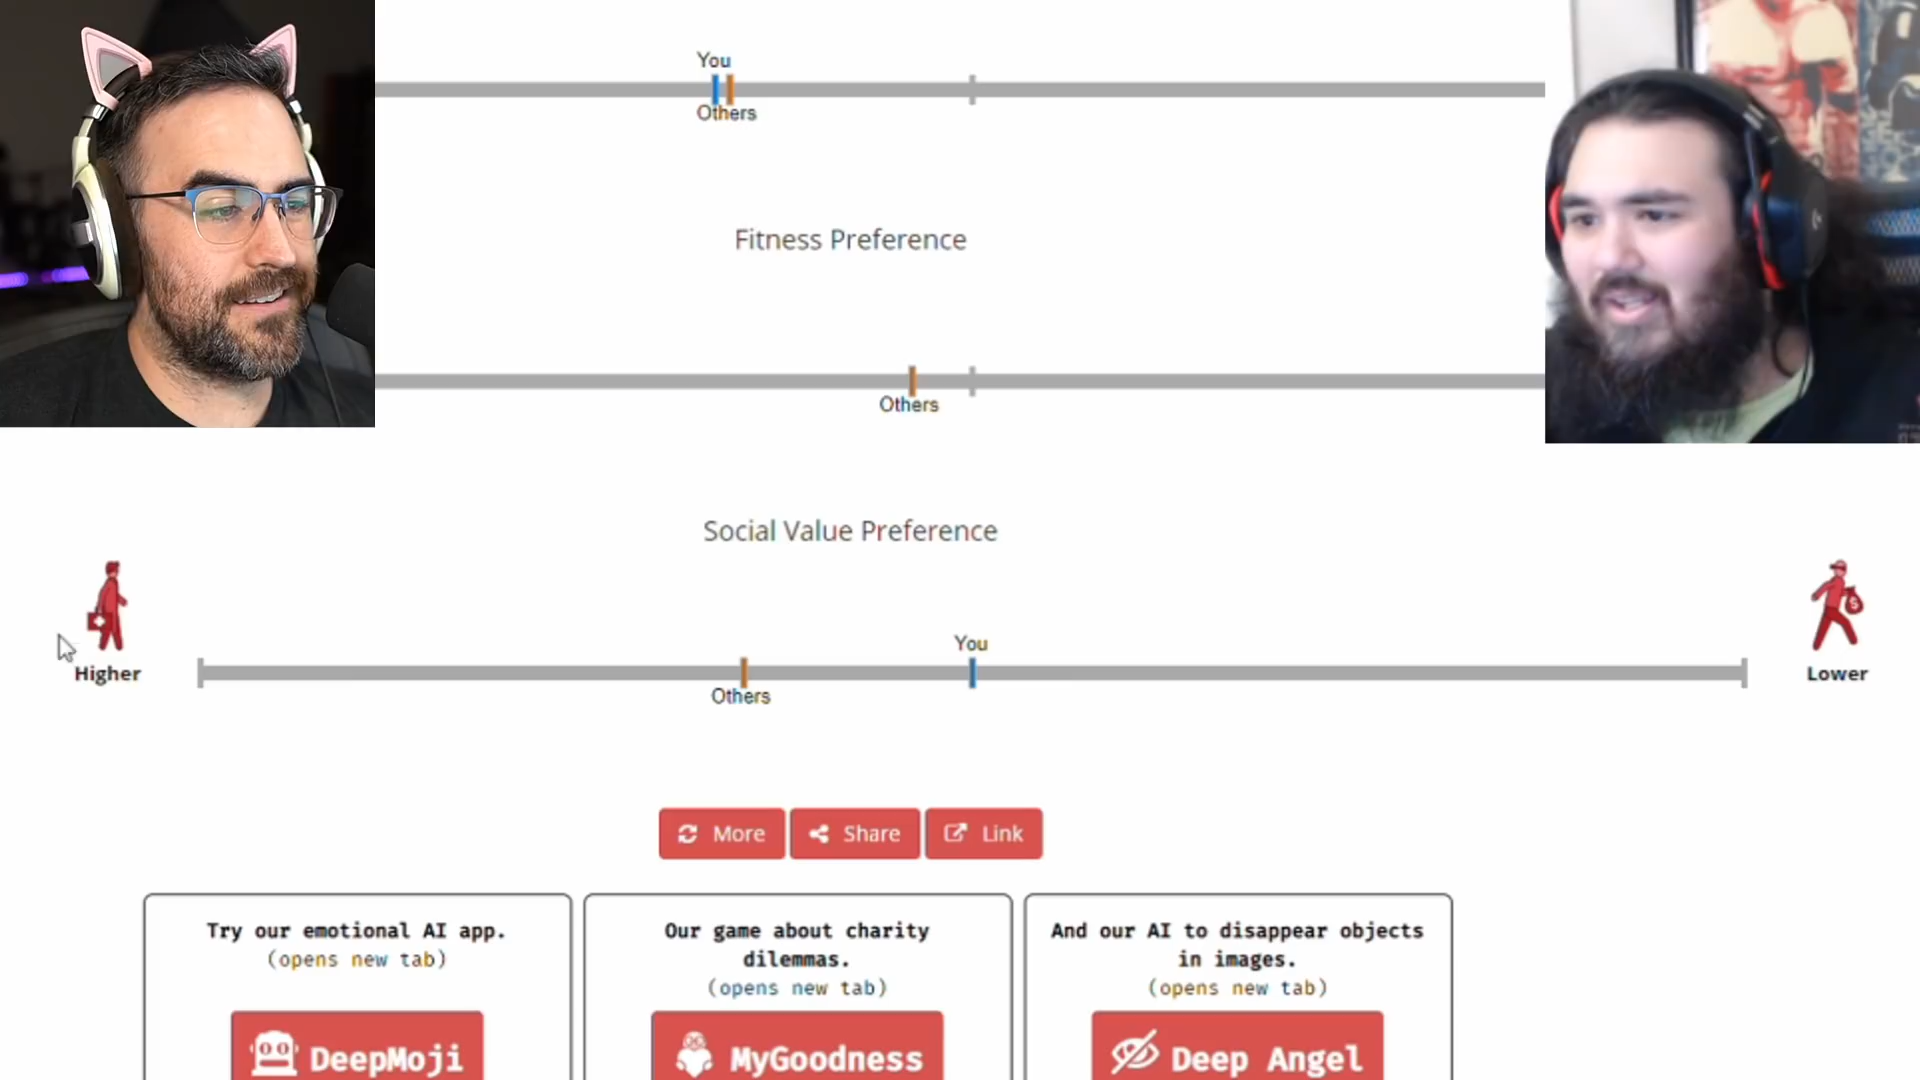 You
Others
Fitness Preference
Others
Social Value Preference
You
Higher
Lower
Others
More
Share
Link
Try our emotional AI app.
(opens new tab)
DeepMoji
Our game about charity
dilemmas.
(opens new tab)
MyGoodness
And our AI to disappear objects
in images.
(opens new tab)
Deep Angel